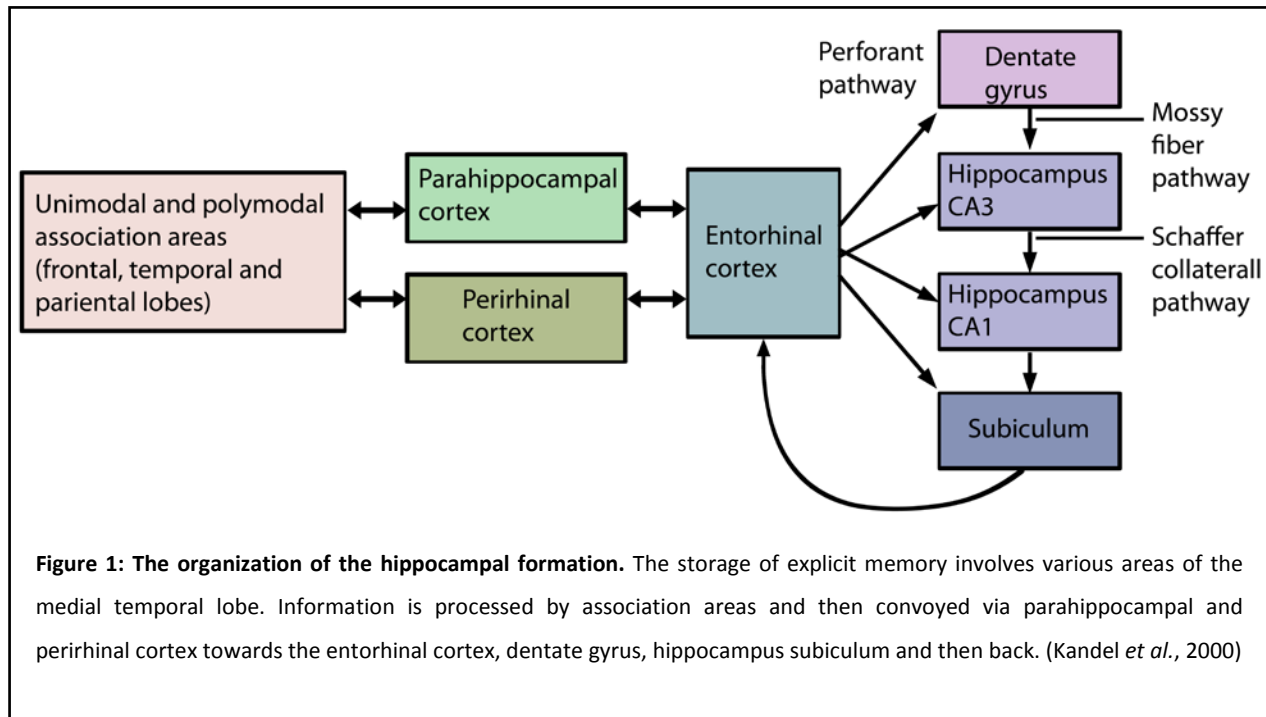 Perforant
pathway
Dentate
gyrus
Mossy
fiber
pathway
Unimodal and polymodal
association areas
(frontal, temporal and
pariental lobes)
Parahippocampal
cortex
Perirhinal
cortex
Entorhinal
cortex
Hippocampus
CA3
Schaffer
collaterall
pathway
Hippocampus
CA1
Subiculum
Figure 1: The organization of the hippocampal formation. The storage of explicit memory involves various areas of the
medial temporal lobe. Information is processed by association areas and then convoyed via parahippocampal and
perirhinal cortex towards the entorhinal cortex, dentate gyrus, hippocampus subiculum and then back. (Kandel et al., 2000)